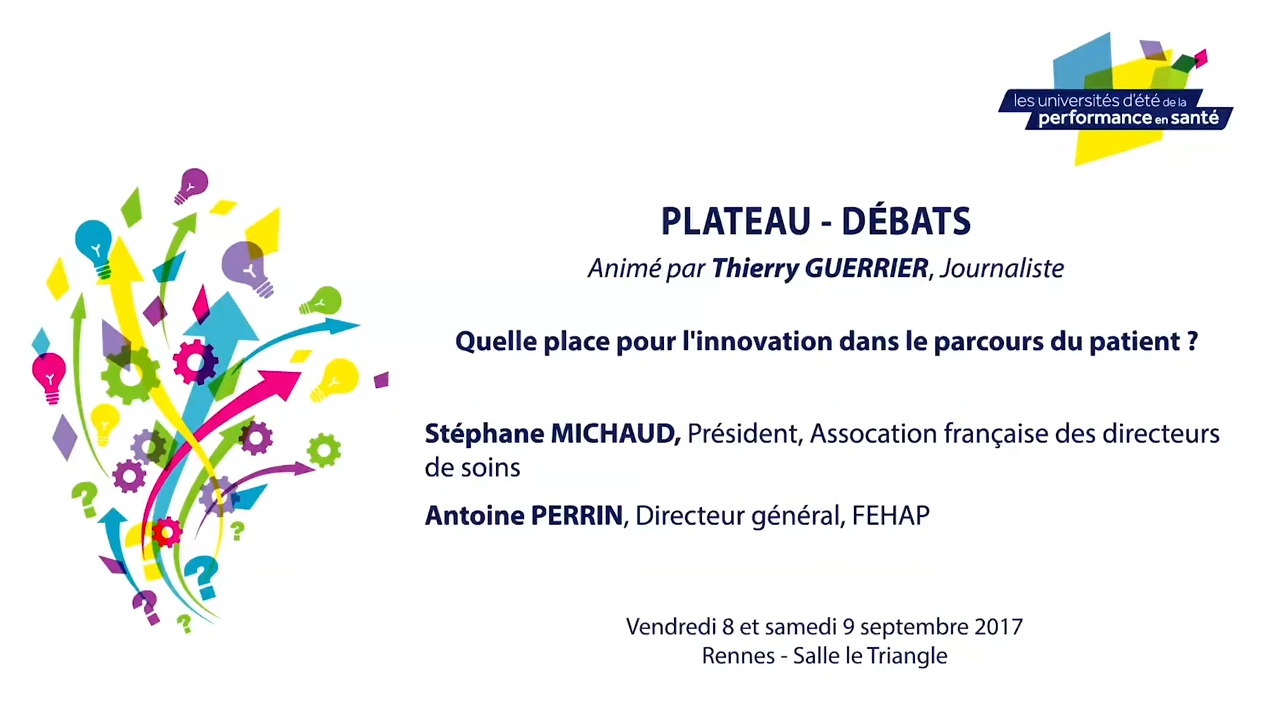 les universités d'été de la
performance en santé
PLATEAU - DÉBATS
Animé par Thierry GUERRIER, Journaliste
Quelle place pour l'innovation dans le parcours du patient ?
Stéphane MICHAUD, Président, Assocation française des directeurs
de soins
Antoine PERRIN, Directeur général, FEHAP
Vendredi 8 et samedi 9 septembre 2017
Rennes - Salle le Triangle